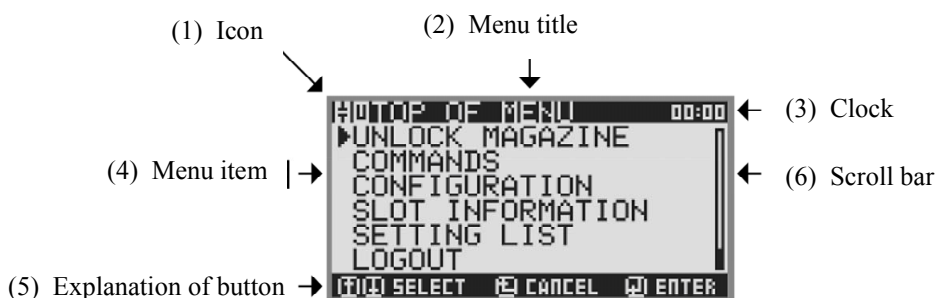 (1) Icon
(2) Menu title
TOP OF MENU 00:00
(3) Clock
UNLOCK MAGAZINE
COMMANDS
(4) Menu item
CONFIGURATION
(6) Scroll bar
SLOT INFORMATION
SETTING LIST
LOGOUT
(5) Explanation of button
SELECT CANCEL ENTER